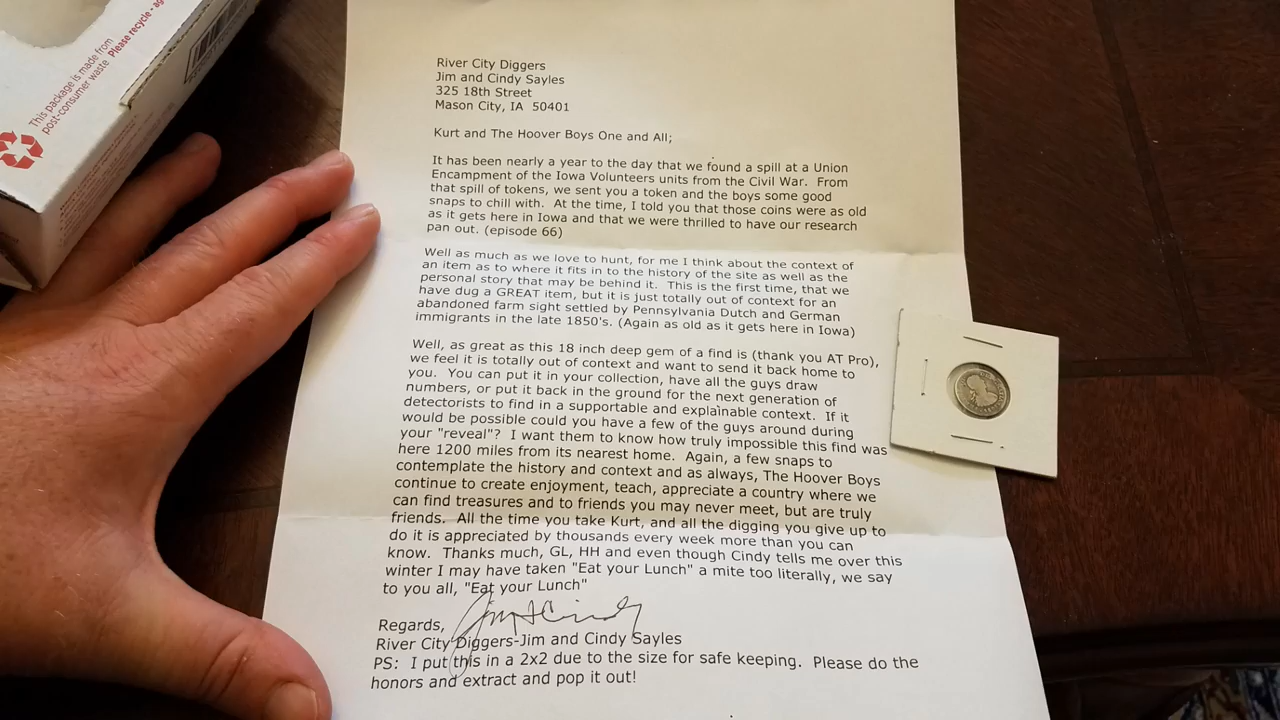 This package is made from
post-consumer waste Please recycle - ag
River City Diggers
Jim and Cindy Sayles
325 18th Street
Mason City, IA 50401
Kurt and The Hoover Boys One and All;
It has been nearly a year to the day that we found a spill at a Union
Encampment of the Iowa Volunteers units from the Civil War. From
that spill of tokens, we sent you a token and the boys some good
snaps to chill with. At the time, I told you that those coins were as old
as it gets here in Iowa and that we were thrilled to have our research
pan out. (episode 66)
Well as much as we love to hunt, for me I think about the context of
an item as to where it fits in to the history of the site as well as the
personal story that may be behind it. This is the first time, that we
have dug a GREAT item, but it is just totally out of context for an
abandoned farm sight settled by Pennsylvania Dutch and German
immigrants in the late 1850's. (Again as old as it gets here in Iowa)
Well, as great as this 18 inch deep gem of a find is (thank you AT Pro),
we feel it is totally out of context and want to send it back home to
you. You can put it in your collection, have all the guys draw
numbers, or put it back in the ground for the next generation of
detectorists to find in a supportable and explainable context. If it
would be possible could you have a few of the guys around during
your "reveal"? I want them to know how truly impossible this find was
here 1200 miles from its nearest home. Again, a few snaps to
contemplate the history and context and as always, The Hoover Boys
continue to create enjoyment, teach, appreciate a country where we
can find treasures and to friends you may never meet, but are truly
friends. All the time you take Kurt, and all the digging you give up to
do it is appreciated by thousands every week more than you can
know. Thanks much, GL, HH and even though Cindy tells me over this
winter I may have taken "Eat your Lunch" a mite too literally, we say
to you all, "Eat your Lunch"
Jim & Cindy
Regards,
River City Diggers-Jim and Cindy Sayles
PS: I put this in a 2x2 due to the size for safe keeping. Please do the
honors and extract and pop it out!